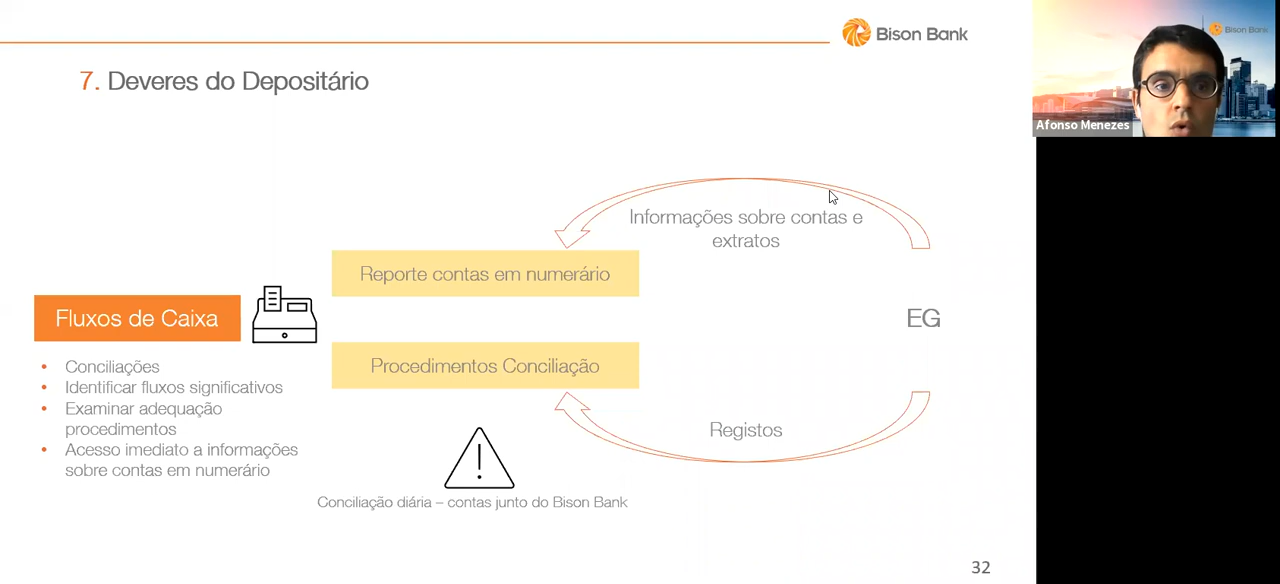 Bison Bank
7. Deveres do Depositário
Bison Bank
Afonso Menezes
Informações sobre contas e
extratos
Reporte contas em numerário
Fluxos de Caixa
EG
Procedimentos Conciliação
• Conciliações
• Identificar fluxos significativos
• Examinar adequação
procedimentos
• Acesso imediato a informações
sobre contas em numerário
Registos
Conciliação diária – contas junto do Bison Bank
32